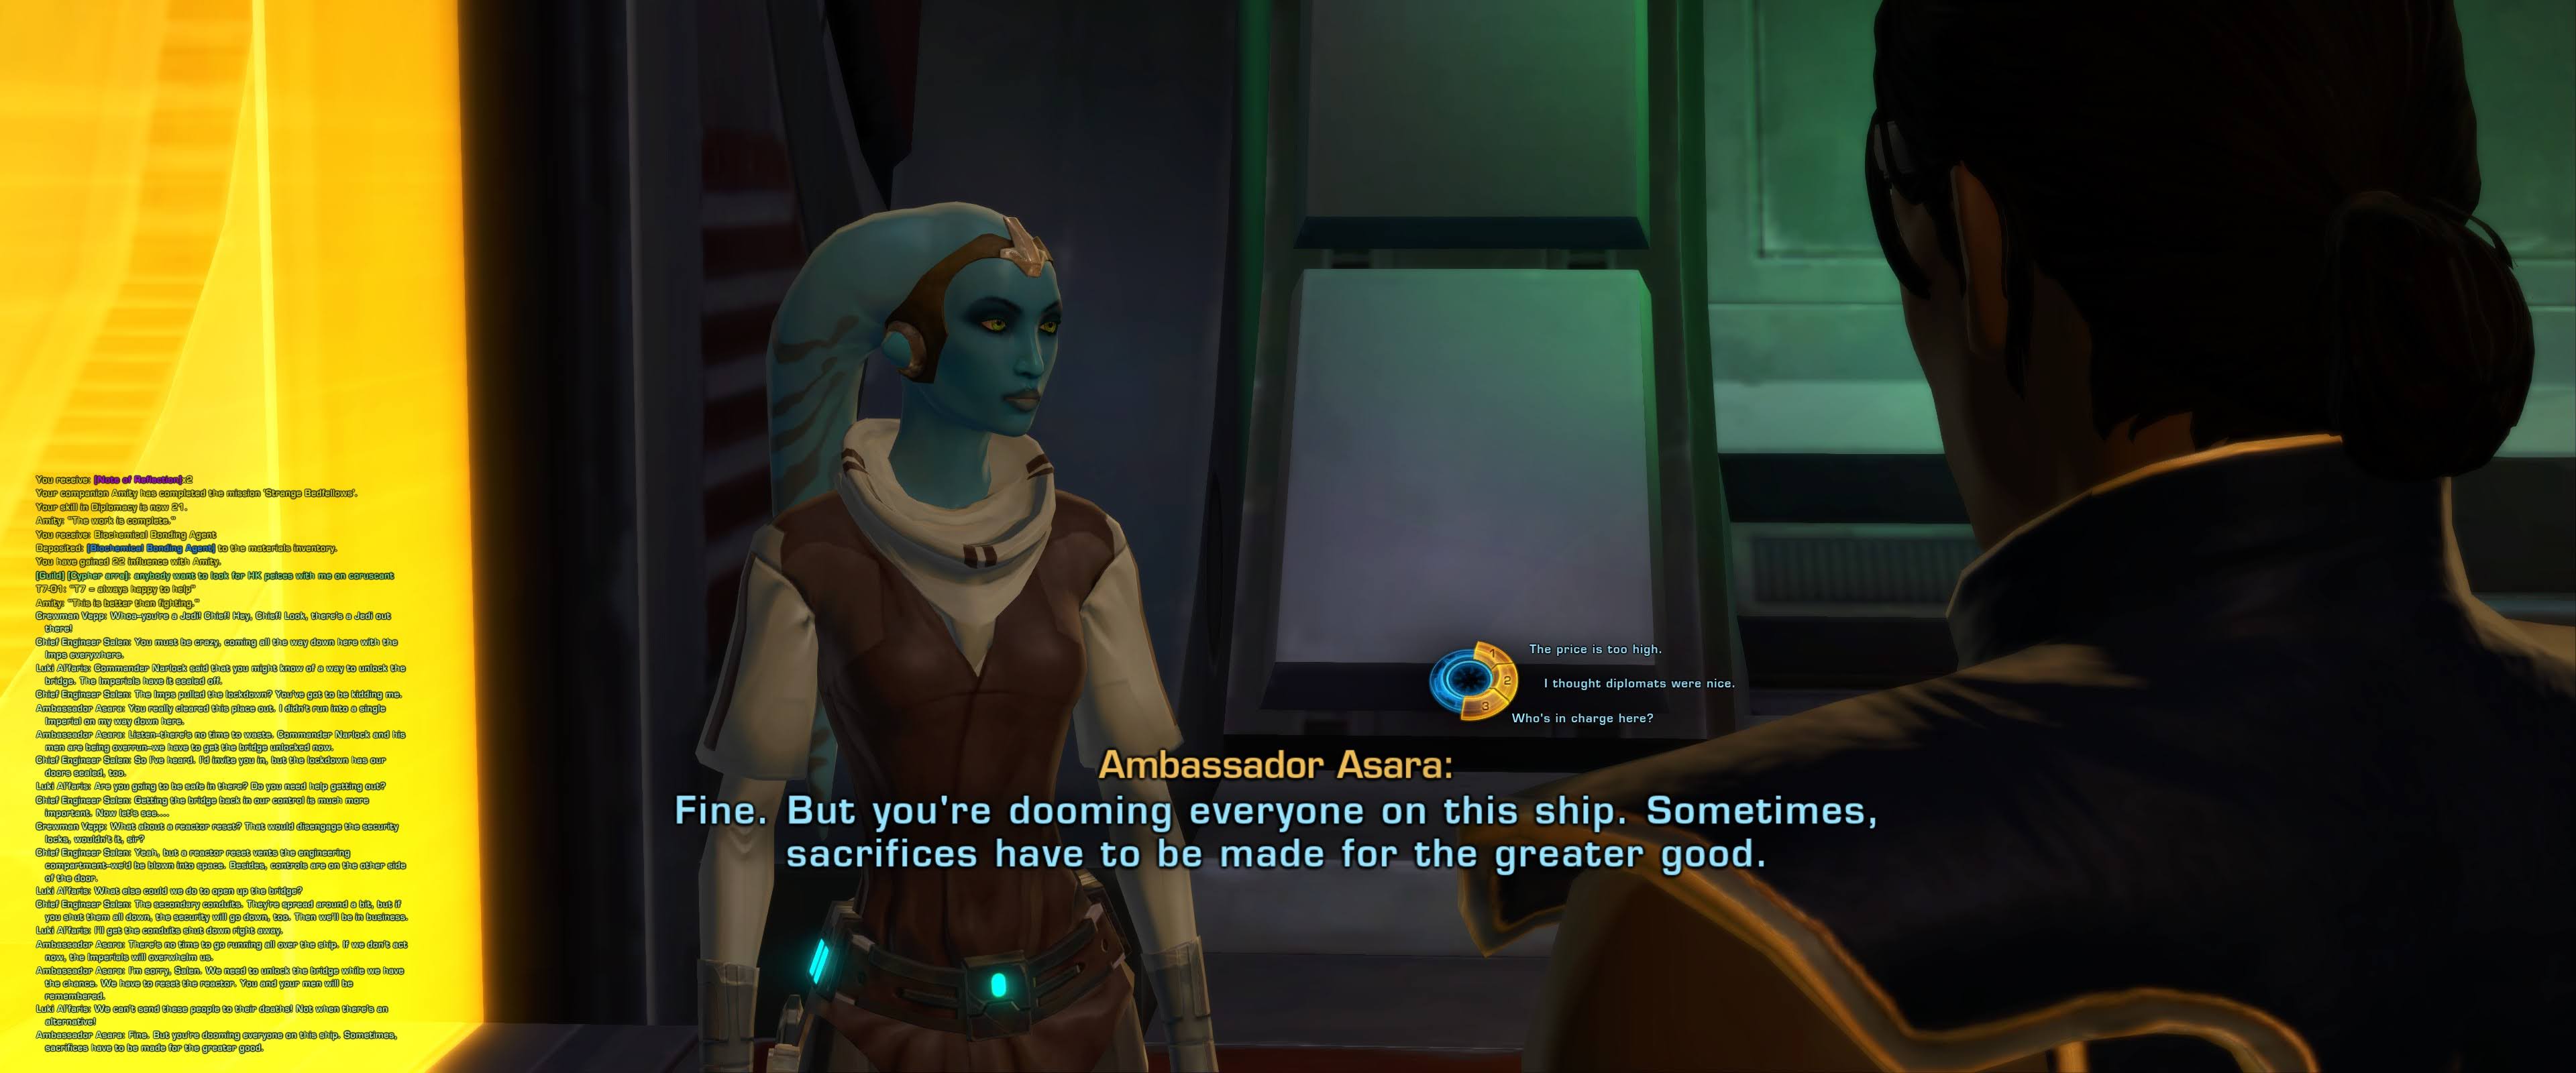 You receive: [Note of Reflection]x2
Your companion Amity has completed the mission 'Strange Bedfellows'.
Your skill in Diplomacy is now 21.
Amity: "The work is complete."
You receive: Biochemical Bonding Agent
Deposited: [Biochemical Bonding Agent] to the materials inventory.
You have gained 22 influence with Amity.
[Guild] [Cypher arra]: anybody want to look for HK peices with me on coruscant
T7-O1: "T7 = always happy to help"
Amity: "This is better than fighting."
Crewman Vepp: Whoa-you're a Jedi! Chief! Hey, Chief! Look, there's a Jedi out
there!
Chief Engineer Salen: You must be crazy, coming all the way down here with the
Imps everywhere.
Luki Al'faris: Commander Narlock said that you might know of a way to unlock the
bridge. The Imperials have it sealed off.
Chief Engineer Salen: The Imps pulled the lockdown? You've got to be kidding me.
Ambassador Asara: You really cleared this place out. I didn't run into a single
Imperial on my way down here.
Ambassador Asara: Listen-there's no time to waste. Commander Narlock and his
men are being overrun-we have to get the bridge unlocked now.
Chief Engineer Salen: So I've heard. I'd invite you in, but the lockdown has our
doors sealed, too.
Luki Al'faris: Are you going to be safe in there? Do you need help getting out?
Chief Engineer Salen: Getting the bridge back in our control is much more
important. Now let's see....
Crewman Vepp: What about a reactor reset? That would disengage the security
locks, wouldn't it, sir?
Chief Engineer Salen: Yeah, but a reactor reset vents the engineering
compartment-we'd be blown into space. Besides, controls are on the other side
of the door.
Luki Al'faris: What else could we do to open up the bridge?
Chief Engineer Salen: The secondary conduits. They're spread around a bit, but if
you shut them all down, the security will go down, too. Then we'll be in business.
Luki Al'faris: I'll get the conduits shut down right away.
Ambassador Asara: There's no time to go running all over the ship. If we don't act
now, the Imperials will overwhelm us.
Ambassador Asara: I'm sorry, Salen. We need to unlock the bridge while we have
the chance. We have to reset the reactor. You and your men will be
remembered.
Luki Al'faris: We can't send these people to their deaths! Not when there's an
alternative!
Ambassador Asara: Fine. But you're dooming everyone on this ship. Sometimes,
sacrifices have to be made for the greater good.
1 The price is too high.
2 I thought diplomats were nice.
3 Who's in charge here?
Ambassador Asara:
Fine. But you're dooming everyone on this ship. Sometimes,
sacrifices have to be made for the greater good.